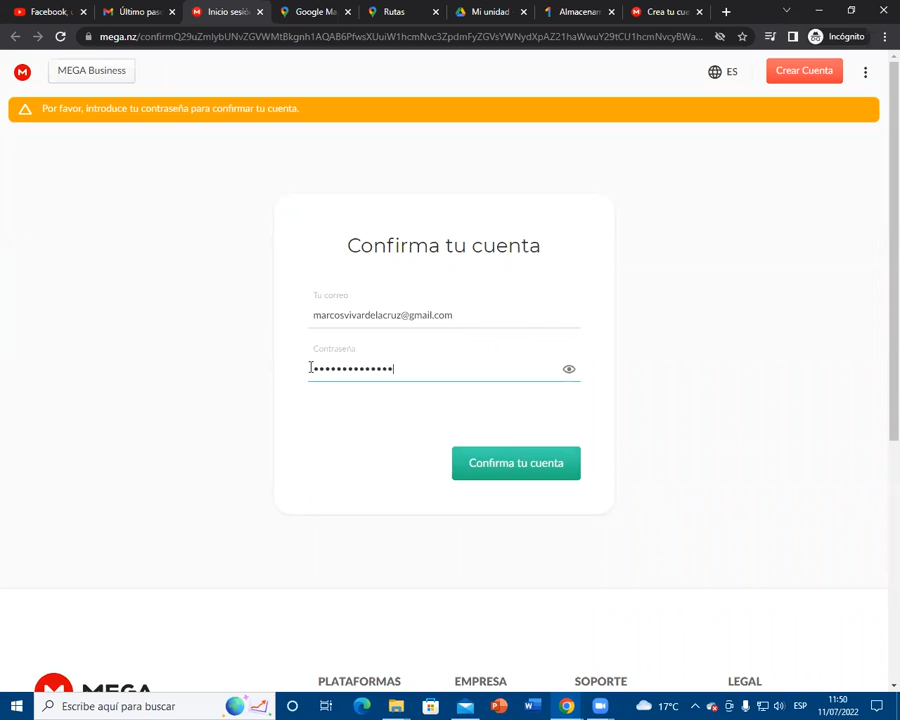 Facebook, u
Último pas
Inicio sesió
Google Ma
Rutas
Mi unidad
Almacenam
Crea tu cue
mega.nz/confirmQ29uZmlybUNvZGVWMtBkgnh1AQAB6PfwsXUuiW1hcmNvc3ZpdmFyZGVsYWNydXpAZ21haWwuY29tCU1hcmNvcyBWa...
Incógnito
MEGA Business
ES
Crear Cuenta
Por favor, introduce tu contraseña para confirmar tu cuenta.
Confirma tu cuenta
Tu correo
marcosvivardelacruz@gmail.com
Contraseña
••••••••••••••
Confirma tu cuenta
PLATAFORMAS
EMPRESA
SOPORTE
LEGAL
MEGA
Escribe aquí para buscar
17°C
ESP
11:50
11/07/2022